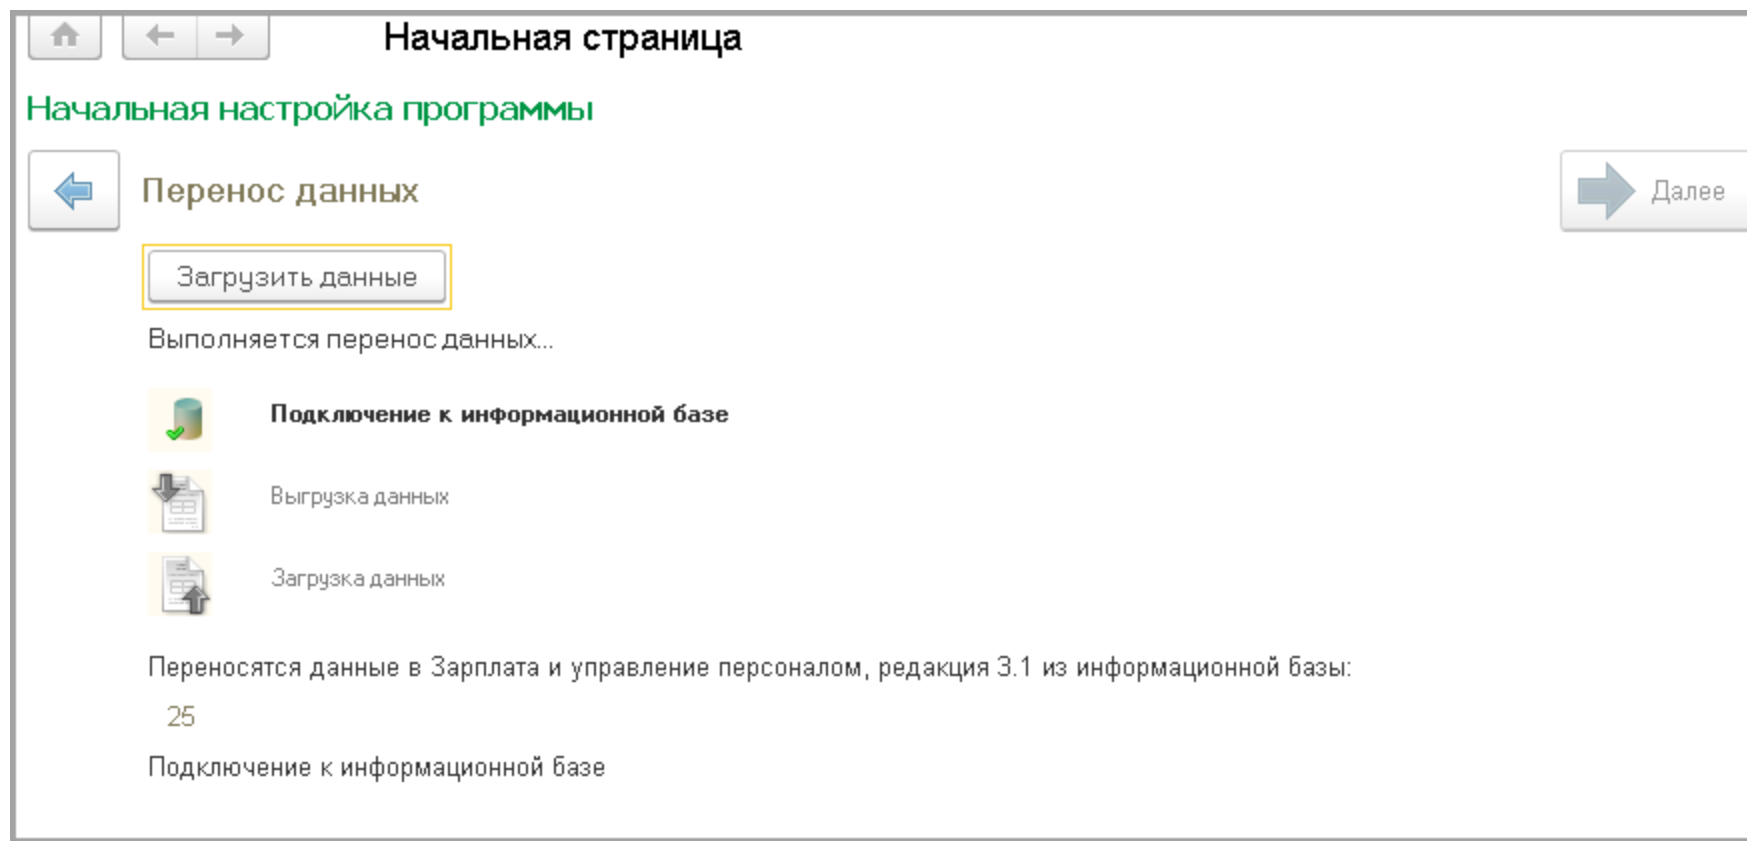 Начальная страница
Начальная настройка программы
Перенос данных
Далее
Загрузить данные
Выполняется перенос данных...
Подключение к информационной базе
Выгрузка данных
Загрузка данных
Переносятся данные в Зарплата и управление персоналом, редакция 3.1 из информационной базы:
25
Подключение к информационной базе